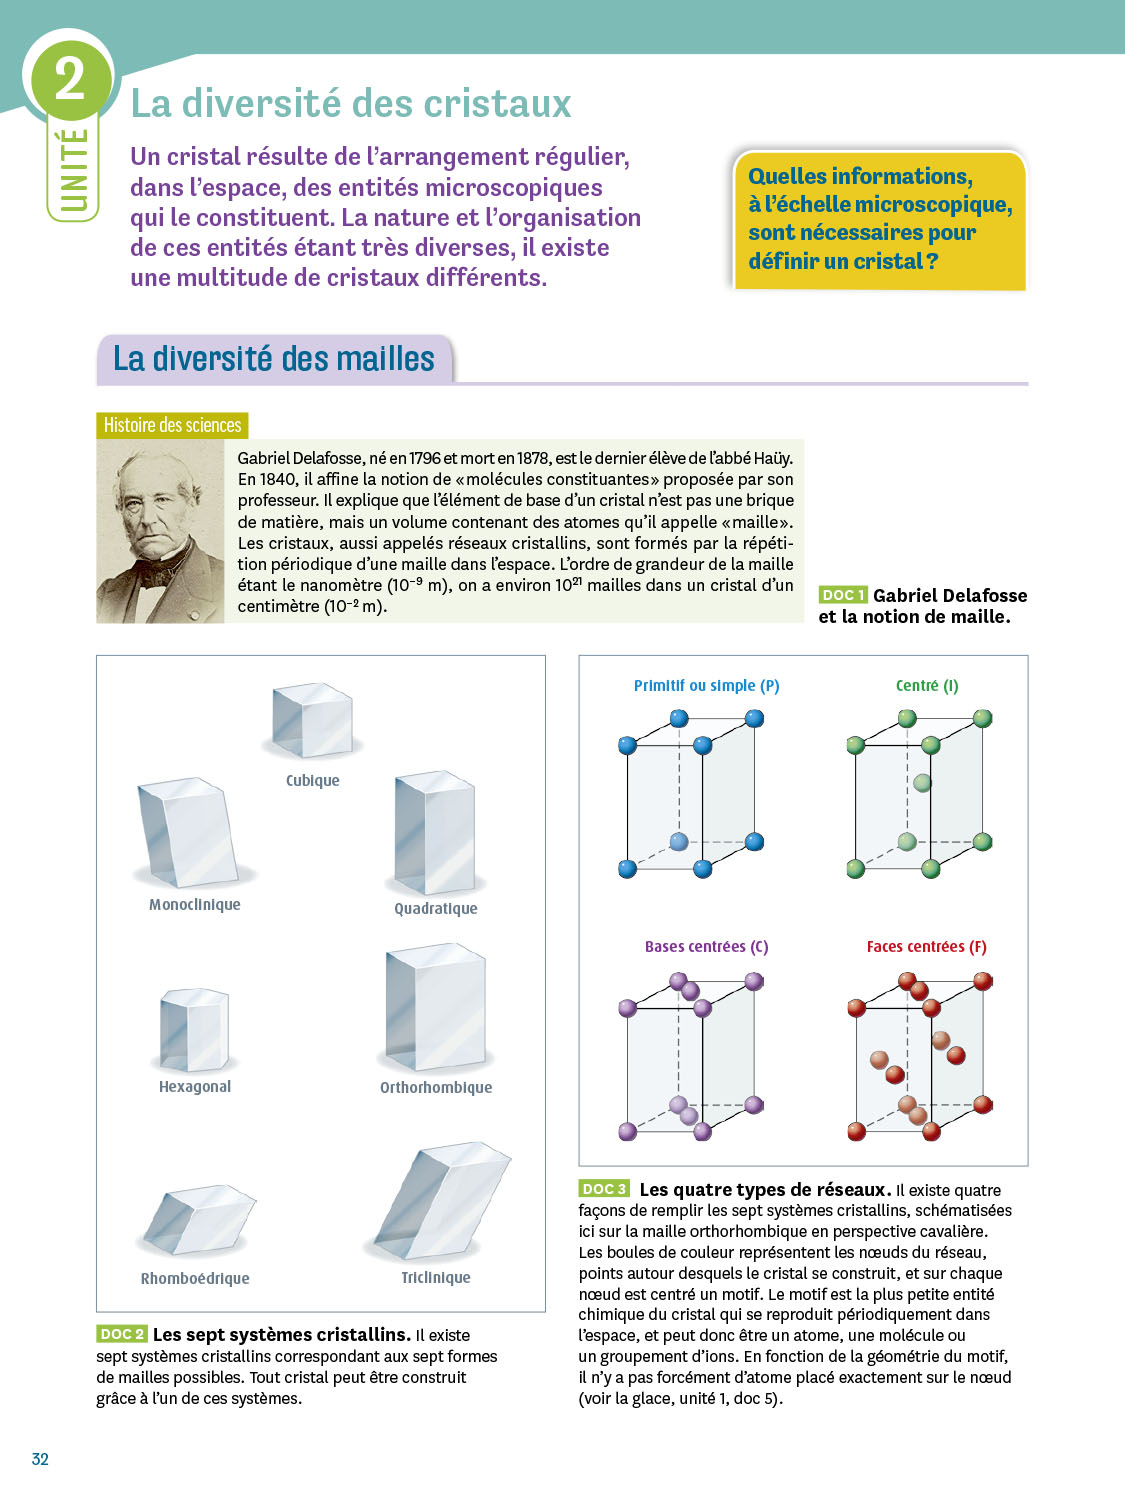 2
UNITÉ
La diversité des cristaux
Un cristal résulte de l’arrangement régulier,
dans l’espace, des entités microscopiques
qui le constituent. La nature et l’organisation
de ces entités étant très diverses, il existe
une multitude de cristaux différents.
Quelles informations,
à l’échelle microscopique,
sont nécessaires pour
définir un cristal ?
La diversité des mailles
Histoire des sciences
Gabriel Delafosse, né en 1796 et mort en 1878, est le dernier élève de l’abbé Haüy.
En 1840, il affine la notion de « molécules constituantes » proposée par son
professeur. Il explique que l’élément de base d’un cristal n’est pas une brique
de matière, mais un volume contenant des atomes qu’il appelle « maille ».
Les cristaux, aussi appelés réseaux cristallins, sont formés par la répéti-
tion périodique d’une maille dans l’espace. L’ordre de grandeur de la maille
étant le nanomètre (10⁻⁹ m), on a environ 10²¹ mailles dans un cristal d’un
centimètre (10⁻² m).
DOC 1 Gabriel Delafosse
et la notion de maille.
Cubique
Monoclinique
Quadratique
Hexagonal
Orthorhombique
Rhomboédrique
Triclinique
DOC 2 Les sept systèmes cristallins. Il existe
sept systèmes cristallins correspondant aux sept formes
de mailles possibles. Tout cristal peut être construit
grâce à l’un de ces systèmes.
Primitif ou simple (P)
Centré (I)
Bases centrées (C)
Faces centrées (F)
DOC 3 Les quatre types de réseaux. Il existe quatre
façons de remplir les sept systèmes cristallins, schématisées
ici sur la maille orthorhombique en perspective cavalière.
Les boules de couleur représentent les nœuds du réseau,
points autour desquels le cristal se construit, et sur chaque
nœud est centré un motif. Le motif est la plus petite entité
chimique du cristal qui se reproduit périodiquement dans
l’espace, et peut donc être un atome, une molécule ou
un groupement d’ions. En fonction de la géométrie du motif,
il n’y a pas forcément d’atome placé exactement sur le nœud
(voir la glace, unité 1, doc 5).
32